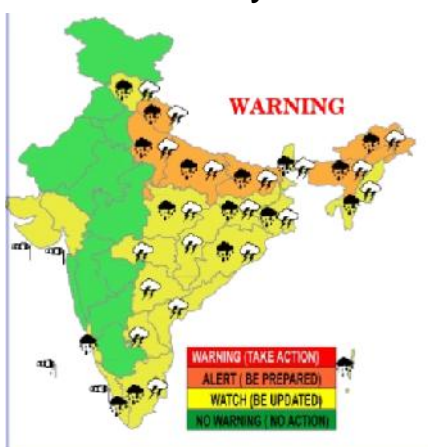 WARNING
WARNING (TAKE ACTION)
ALERT ( BE PREPARED)
WATCH (BE UPDATED)
NO WARNING ( NO ACTION)